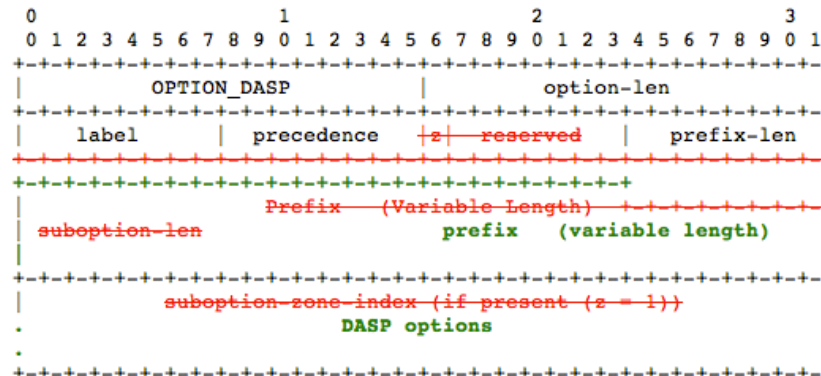 0 1 2 3
0 1 2 3 4 5 6 7 8 9 0 1 2 3 4 5 6 7 8 9 0 1 2 3 4 5 6 7 8 9 0 1
+-+-+-+-+-+-+-+-+-+-+-+-+-+-+-+-+-+-+-+-+-+-+-+-+-+-+-+-+-+-+-+-
| OPTION_DASP | option-len
+-+-+-+-+-+-+-+-+-+-+-+-+-+-+-+-+-+-+-+-+-+-+-+-+-+-+-+-+-+-+-+-
| label | precedence |z| reserved | prefix-len
+-+-+-+-+-+-+-+-+-+-+-+-+-+-+-+-+-+-+-+-+-+-+-+-+-+-+-+-+-+-+-+-
+-+-+-+-+-+-+-+-+-+-+-+-+-+-+-+-+-+-+-+-+-+-+-+-+
| Prefix (Variable Length) +-+-+-+-+-+-+-+-
| suboption-len prefix (variable length)
|
+-+-+-+-+-+-+-+-+-+-+-+-+-+-+-+-+-+-+-+-+-+-+-+-+-+-+-+-+-+-+-+-
| suboption-zone-index (if present (z = 1))
. DASP options
.
+-+-+-+-+-+-+-+-+-+-+-+-+-+-+-+-+-+-+-+-+-+-+-+-+-+-+-+-+-+-+-+-